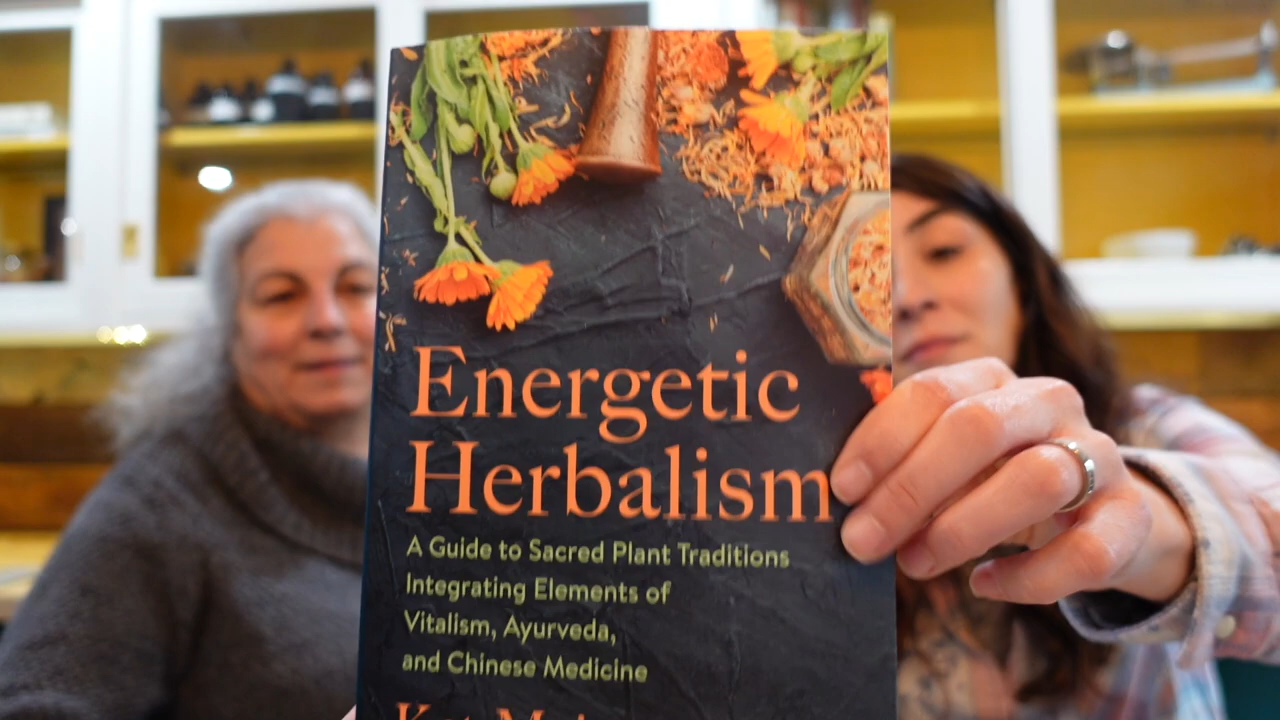 Energetic
Herbalism
A Guide to Sacred Plant Traditions
Integrating Elements of
Vitalism, Ayurveda,
and Chinese Medicine